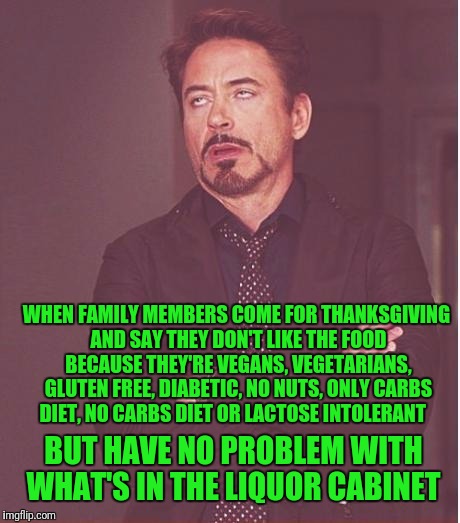 WHEN FAMILY MEMBERS COME FOR THANKSGIVING
AND SAY THEY DON'T LIKE THE FOOD
BECAUSE THEY'RE VEGANS, VEGETARIANS,
GLUTEN FREE, DIABETIC, NO NUTS, ONLY CARBS
DIET, NO CARBS DIET OR LACTOSE INTOLERANT
BUT HAVE NO PROBLEM WITH
WHAT'S IN THE LIQUOR CABINET
imgflip.com